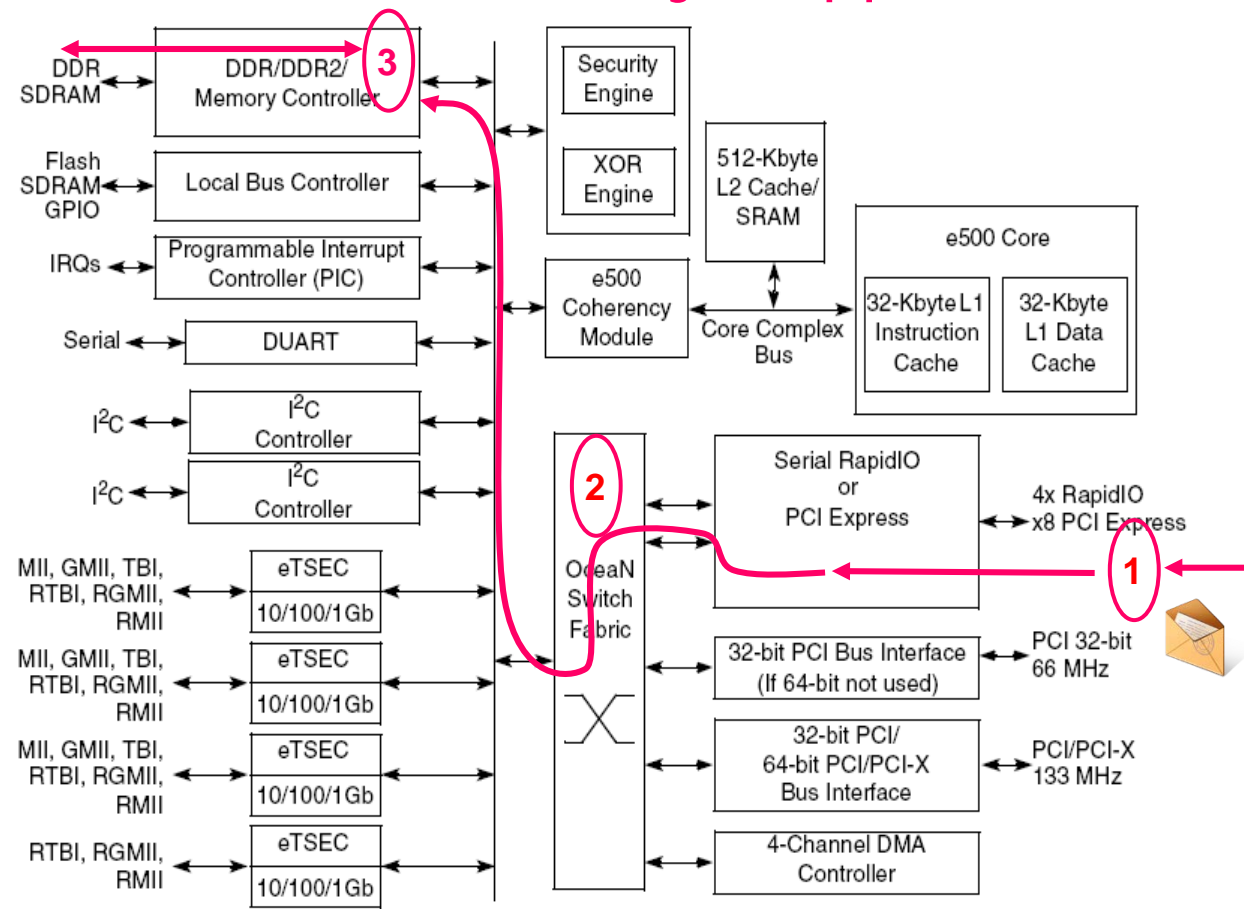 3
DDR
SDRAM
DDR/DDR2/
Memory Controller
Security
Engine
XOR
Engine
512-Kbyte
L2 Cache/
SRAM
Flash
SDRAM
GPIO
Local Bus Controller
e500 Core
32-Kbyte L1
Instruction
Cache
32-Kbyte
L1 Data
Cache
IRQs
Programmable Interrupt
Controller (PIC)
e500
Coherency
Module
Core Complex
Bus
Serial
DUART
I2C
I2C
Controller
I2C
I2C
Controller
2
OceaN
Switch
Fabric
Serial RapidIO
or
PCI Express
4x RapidIO
x8 PCI Express
1
MII, GMII, TBI,
RTBI, RGMII,
RMII
eTSEC
10/100/1Gb
32-bit PCI Bus Interface
(If 64-bit not used)
PCI 32-bit
66 MHz
MII, GMII, TBI,
RTBI, RGMII,
RMII
eTSEC
10/100/1Gb
32-bit PCI/
64-bit PCI/PCI-X
Bus Interface
PCI/PCI-X
133 MHz
MII, GMII, TBI,
RTBI, RGMII,
RMII
eTSEC
10/100/1Gb
4-Channel DMA
Controller
RTBI, RGMII,
RMII
eTSEC
10/100/1Gb